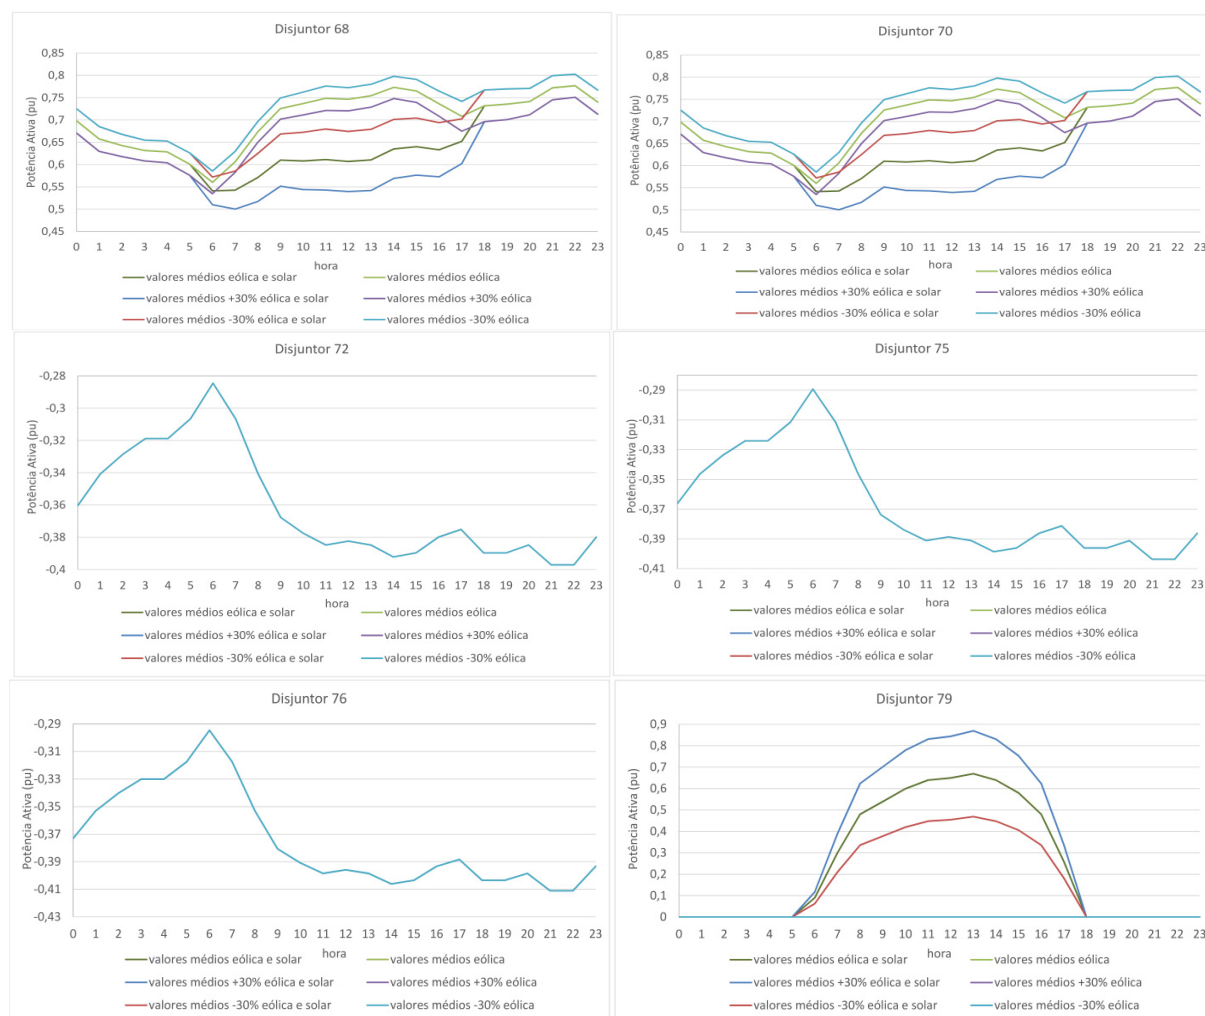 Disjuntor 68
0,85
0,8
0,75
0,7
0,65
0,6
0,55
0,5
0,45
Potência Ativa (pu)
0 1 2 3 4 5 6 7 8 9 10 11 12 13 14 15 16 17 18 19 20 21 22 23
hora
valores médios eólica e solar valores médios eólica
valores médios +30% eólica e solar valores médios +30% eólica
valores médios -30% eólica e solar valores médios -30% eólica
Disjuntor 70
0,85
0,8
0,75
0,7
0,65
0,6
0,55
0,5
0,45
Potência Ativa (pu)
0 1 2 3 4 5 6 7 8 9 10 11 12 13 14 15 16 17 18 19 20 21 22 23
hora
valores médios eólica e solar valores médios eólica
valores médios +30% eólica e solar valores médios +30% eólica
valores médios -30% eólica e solar valores médios -30% eólica
Disjuntor 72
-0,28
-0,3
-0,32
-0,34
-0,36
-0,38
-0,4
Potência Ativa (pu)
0 1 2 3 4 5 6 7 8 9 10 11 12 13 14 15 16 17 18 19 20 21 22 23
hora
valores médios eólica e solar valores médios eólica
valores médios +30% eólica e solar valores médios +30% eólica
valores médios -30% eólica e solar valores médios -30% eólica
Disjuntor 75
-0,29
-0,31
-0,33
-0,35
-0,37
-0,39
-0,41
Potência Ativa (pu)
0 1 2 3 4 5 6 7 8 9 10 11 12 13 14 15 16 17 18 19 20 21 22 23
hora
valores médios eólica e solar valores médios eólica
valores médios +30% eólica e solar valores médios +30% eólica
valores médios -30% eólica e solar valores médios -30% eólica
Disjuntor 76
-0,29
-0,31
-0,33
-0,35
-0,37
-0,39
-0,41
-0,43
Potência Ativa (pu)
0 1 2 3 4 5 6 7 8 9 10 11 12 13 14 15 16 17 18 19 20 21 22 23
hora
valores médios eólica e solar valores médios eólica
valores médios +30% eólica e solar valores médios +30% eólica
valores médios -30% eólica e solar valores médios -30% eólica
Disjuntor 79
0,9
0,8
0,7
0,6
0,5
0,4
0,3
0,2
0,1
0
Potência Ativa (pu)
0 1 2 3 4 5 6 7 8 9 10 11 12 13 14 15 16 17 18 19 20 21 22 23
hora
valores médios eólica e solar valores médios eólica
valores médios +30% eólica e solar valores médios +30% eólica
valores médios -30% eólica e solar valores médios -30% eólica